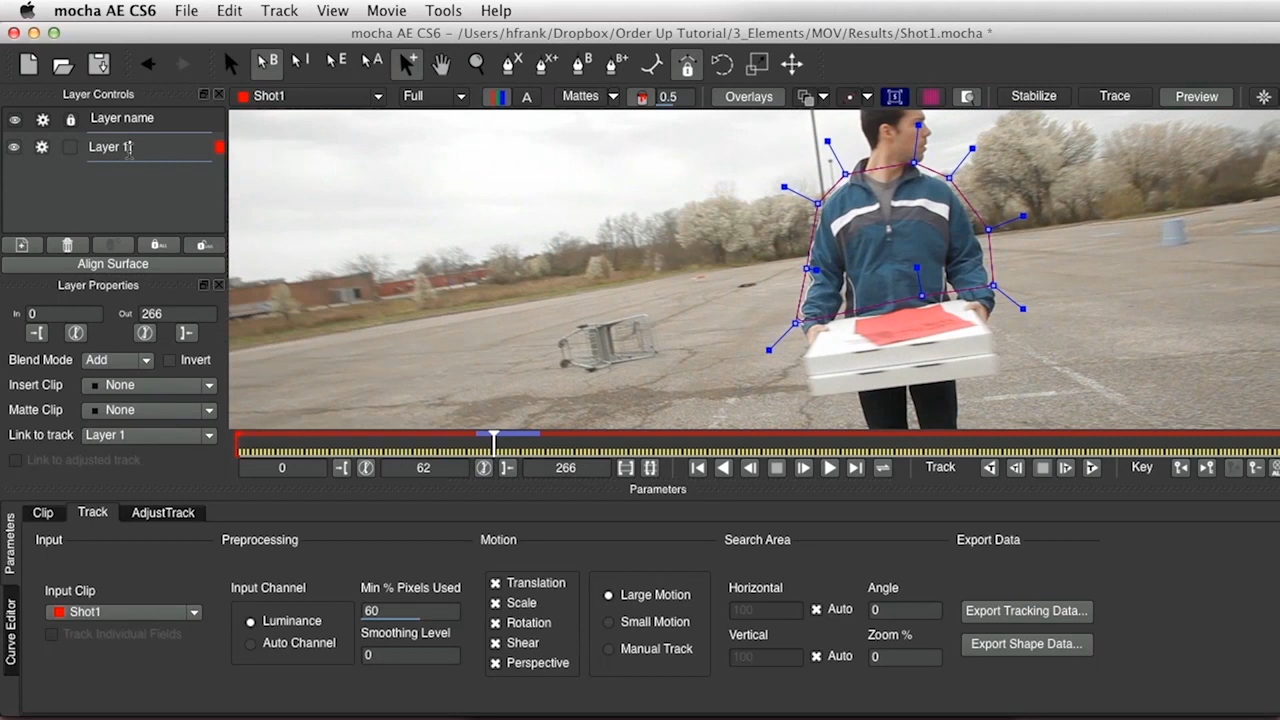 mocha AE CS6 File Edit Track View Movie Tools Help
mocha AE CS6 - /Users/hfrank/Dropbox/Order Up Tutorial/3_Elements/MOV/Results/Shot1.mocha *
B I E A X X+ B B+
Layer Controls
Shot1 Full A Mattes 0.5 Overlays Stabilize Trace Preview
Layer name
Layer 1
Align Surface
Layer Properties
In 0 Out 266
Blend Mode Add Invert
Insert Clip None
Matte Clip None
Link to track Layer 1
Link to adjusted track
0 62 266 Track Key
Parameters
Clip Track AdjustTrack
Parameters
Curve Editor
Input
Input Clip
Shot1
Track Individual Fields
Preprocessing
Input Channel
Luminance
Auto Channel
Min % Pixels Used
60
Smoothing Level
0
Motion
Translation
Scale
Rotation
Shear
Perspective
Large Motion
Small Motion
Manual Track
Search Area
Horizontal
100 Auto
Vertical
100 Auto
Angle
0
Zoom %
0
Export Data
Export Tracking Data...
Export Shape Data...